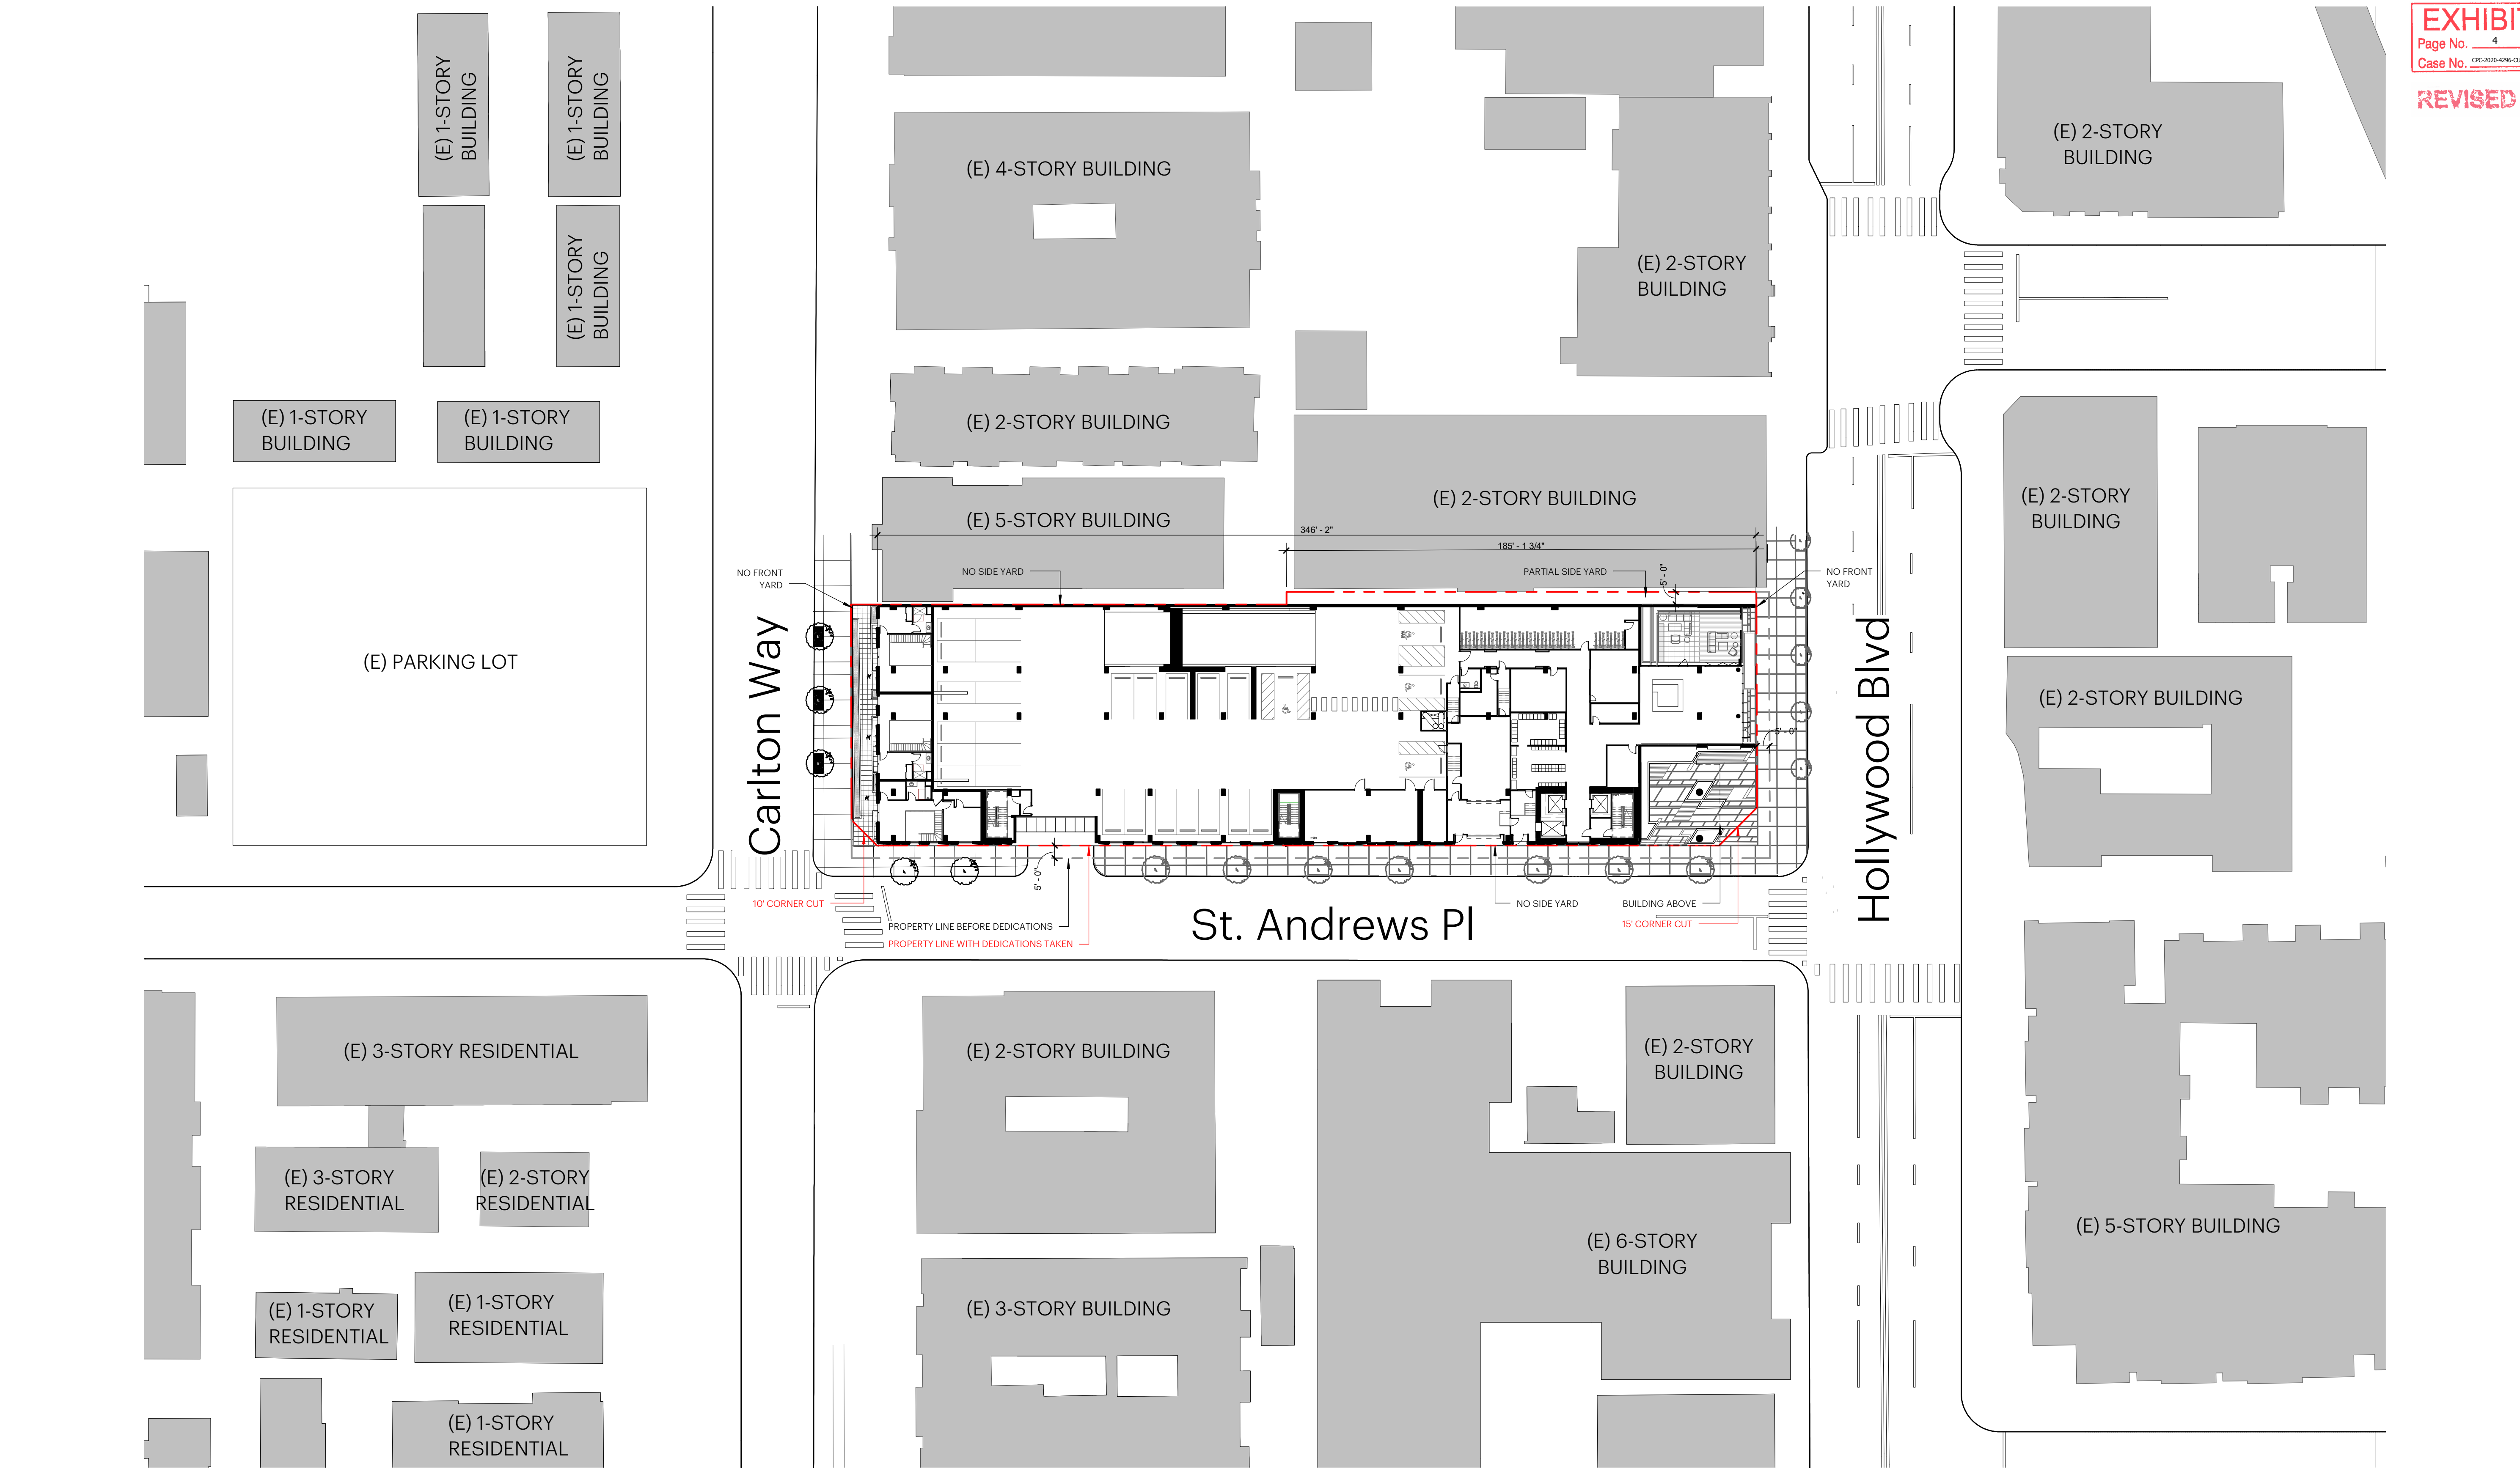 EXHIBIT
Page No. 4
Case No. CPC-2020-4296-CU
REVISED
(E) 1-STORY
BUILDING
(E) 1-STORY
BUILDING
(E) 1-STORY
BUILDING
(E) 4-STORY BUILDING
(E) 2-STORY
BUILDING
(E) 2-STORY
BUILDING
(E) 1-STORY
BUILDING
(E) 1-STORY
BUILDING
(E) 2-STORY BUILDING
(E) 5-STORY BUILDING
(E) 2-STORY BUILDING
(E) 2-STORY
BUILDING
346' - 2"
185' - 1 3/4"
NO FRONT
YARD
NO SIDE YARD
PARTIAL SIDE YARD
5' - 0"
NO FRONT
YARD
(E) PARKING LOT
Carlton Way
Hollywood Blvd
(E) 2-STORY BUILDING
5' - 0"
5' - 0"
10' CORNER CUT
PROPERTY LINE BEFORE DEDICATIONS
PROPERTY LINE WITH DEDICATIONS TAKEN
St. Andrews Pl
NO SIDE YARD
BUILDING ABOVE
15' CORNER CUT
(E) 3-STORY RESIDENTIAL
(E) 2-STORY BUILDING
(E) 2-STORY
BUILDING
(E) 3-STORY
RESIDENTIAL
(E) 2-STORY
RESIDENTIAL
(E) 6-STORY
BUILDING
(E) 5-STORY BUILDING
(E) 1-STORY
RESIDENTIAL
(E) 1-STORY
RESIDENTIAL
(E) 3-STORY BUILDING
(E) 1-STORY
RESIDENTIAL